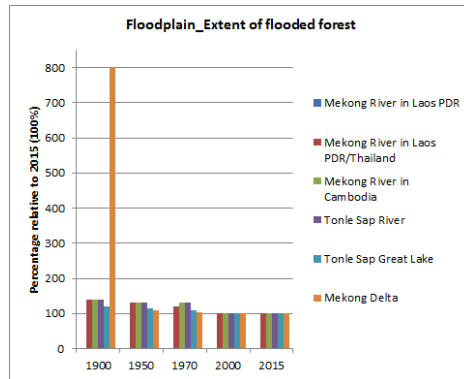 Floodplain_Extent of flooded forest
Percentage relative to 2015 (100%)
800
700
600
500
400
300
200
100
0
1900 1950 1970 2000 2015
Mekong River in Laos PDR
Mekong River in Laos
PDR/Thailand
Mekong River in
Cambodia
Tonle Sap River
Tonle Sap Great Lake
Mekong Delta